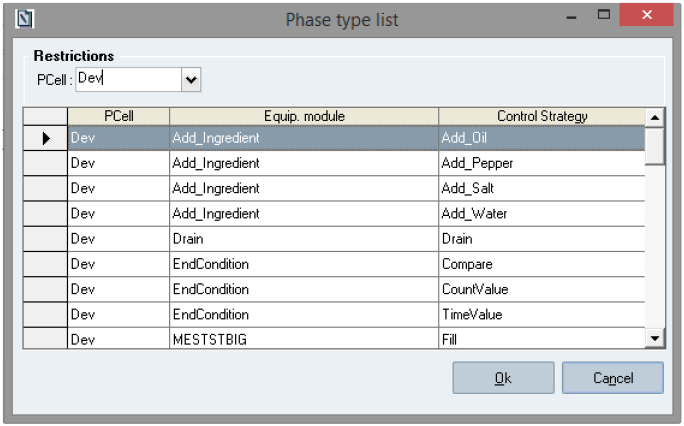 Phase type list
Restrictions
PCell : Dev
PCell Equip. module Control Strategy
Dev Add_Ingredient Add_Oil
Dev Add_Ingredient Add_Pepper
Dev Add_Ingredient Add_Salt
Dev Add_Ingredient Add_Water
Dev Drain Drain
Dev EndCondition Compare
Dev EndCondition CountValue
Dev EndCondition TimeValue
Dev MESTSTBIG Fill
Ok Cancel